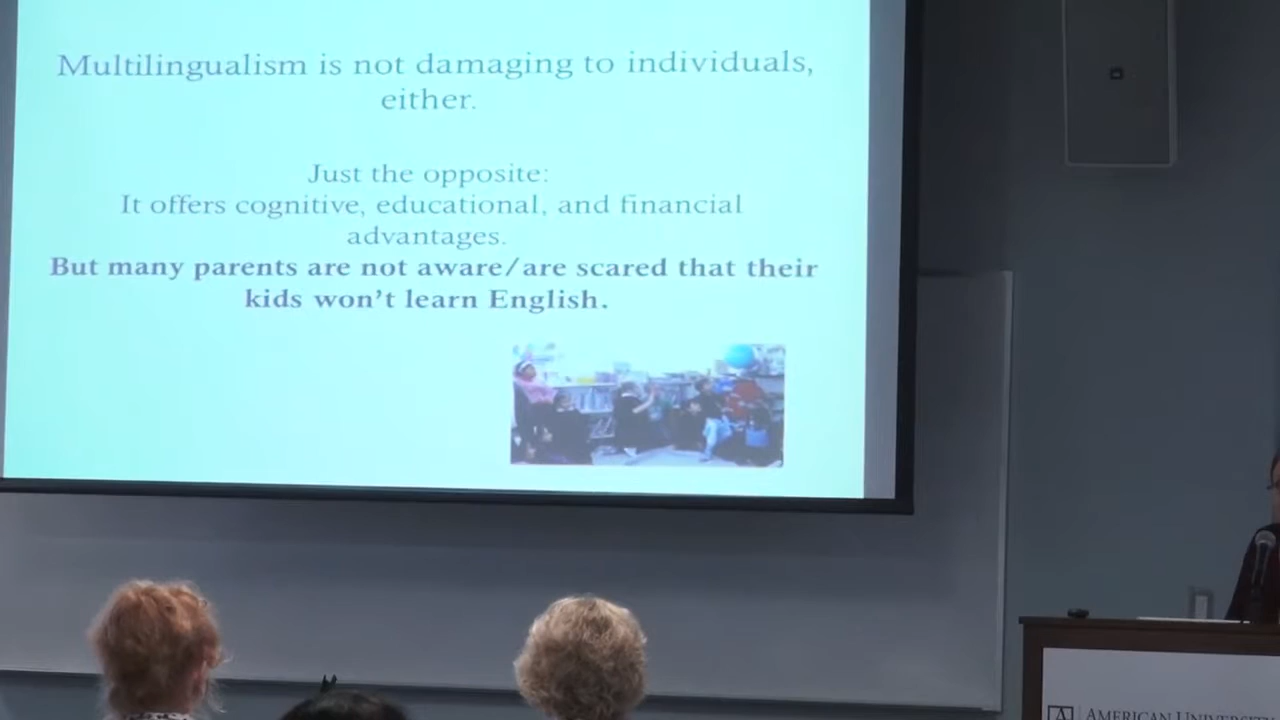 Multilingualism is not damaging to individuals,
either.
Just the opposite:
It offers cognitive, educational, and financial
advantages.
But many parents are not aware/are scared that their
kids won't learn English.
A AMERICAN UNIVERSITY